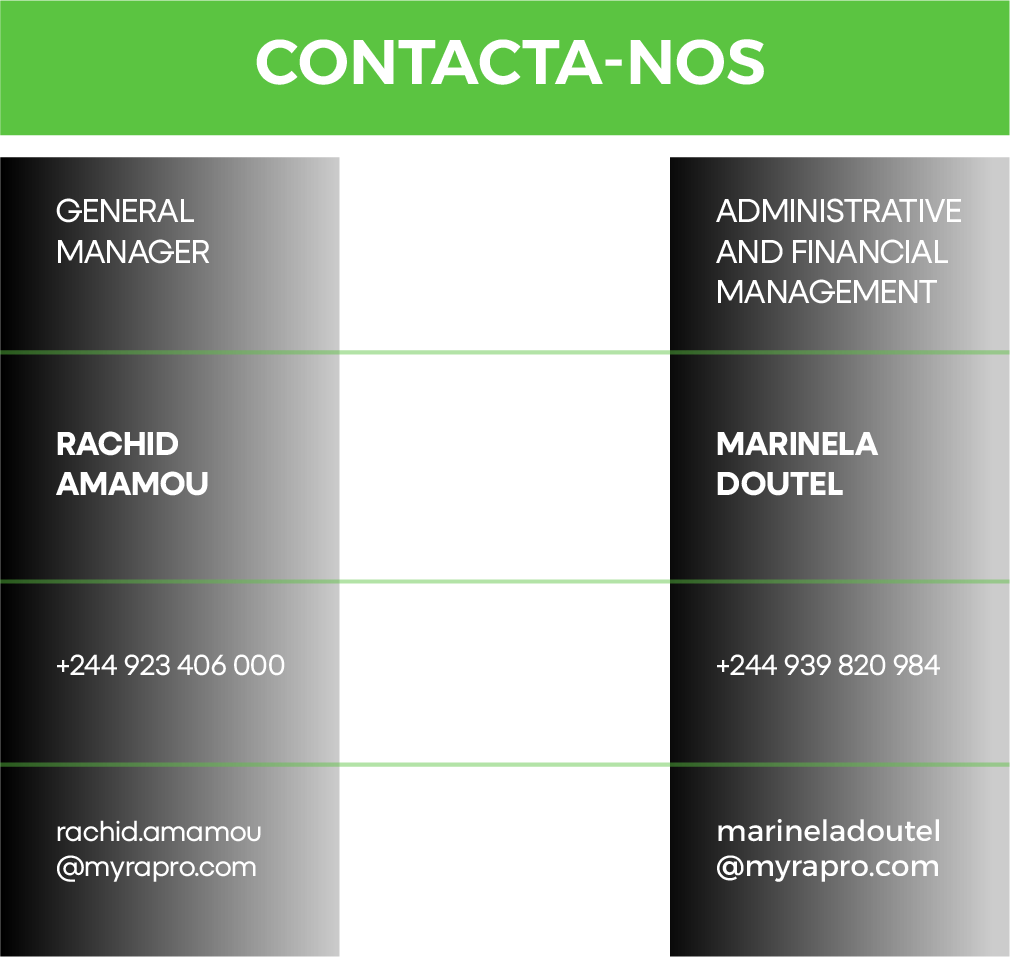 CONTACTA-NOS
GENERAL
MANAGER
RACHID
AMAMOU
+244 923 406 000
rachid.amamou
@myrapro.com
ADMINISTRATIVE
AND FINANCIAL
MANAGEMENT
MARINELA
DOUTEL
+244 939 820 984
marineladoutel
@myrapro.com